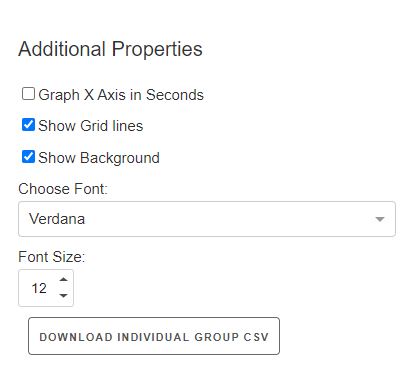 Additional Properties
Graph X Axis in Seconds
Show Grid lines
Show Background
Choose Font:
Verdana
Font Size:
12
DOWNLOAD INDIVIDUAL GROUP CSV